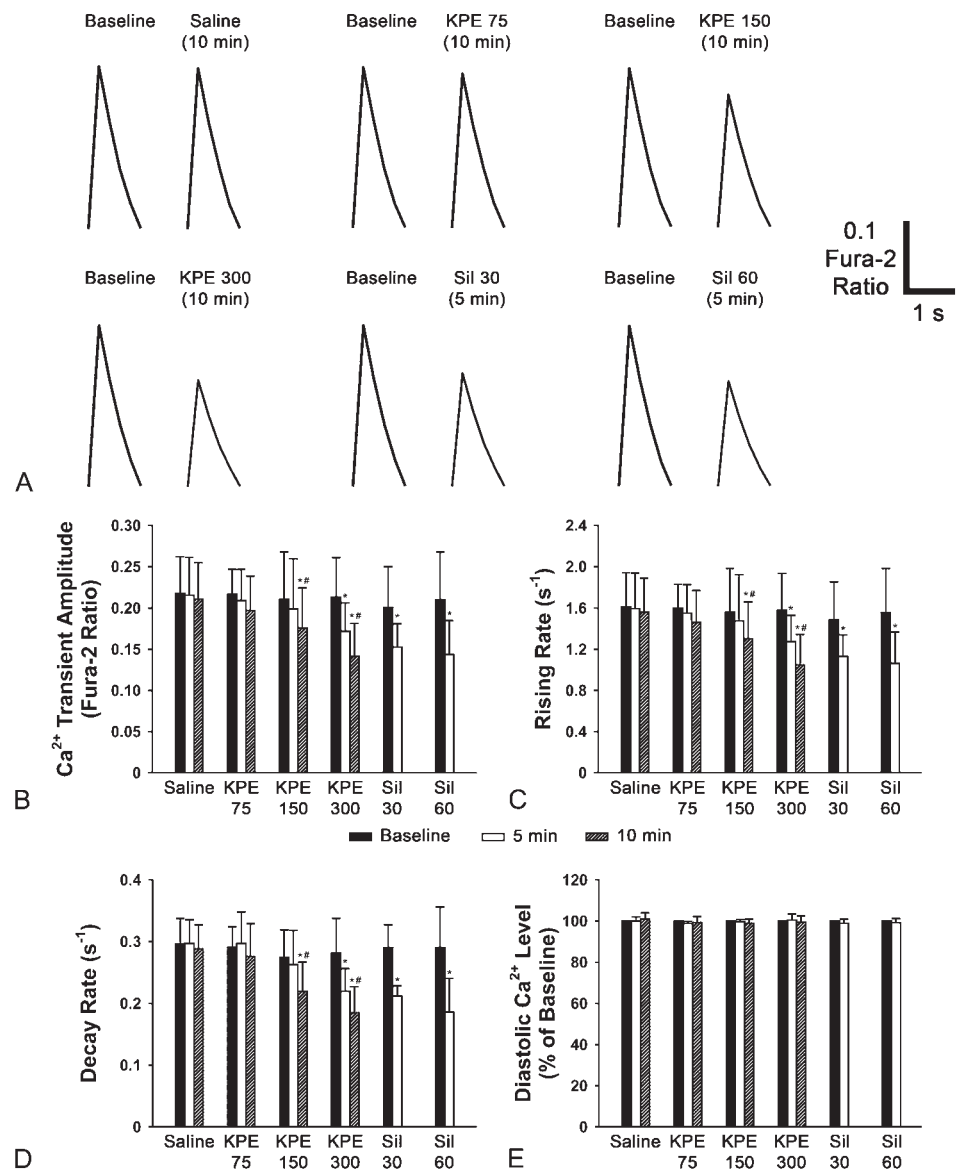 Baseline Saline (10 min)
Baseline KPE 75 (10 min)
Baseline KPE 150 (10 min)
0.1 Fura-2 Ratio
1 s
Baseline KPE 300 (10 min)
Baseline Sil 30 (5 min)
Baseline Sil 60 (5 min)
A
Ca2+ Transient Amplitude (Fura-2 Ratio)
0.30
0.25
0.20
0.15
0.10
0.05
0
*#
*
*#
*
*
Saline KPE 75 KPE 150 KPE 300 Sil 30 Sil 60
B
Rising Rate (s-1)
2.4
2.0
1.6
1.2
0.8
0.4
0
*#
*
*#
*
*
Saline KPE 75 KPE 150 KPE 300 Sil 30 Sil 60
C
Baseline 5 min 10 min
Decay Rate (s-1)
0.4
0.3
0.2
0.1
0
*#
*
*#
*
*
Saline KPE 75 KPE 150 KPE 300 Sil 30 Sil 60
D
Diastolic Ca2+ Level (% of Baseline)
120
100
80
60
40
20
0
Saline KPE 75 KPE 150 KPE 300 Sil 30 Sil 60
E